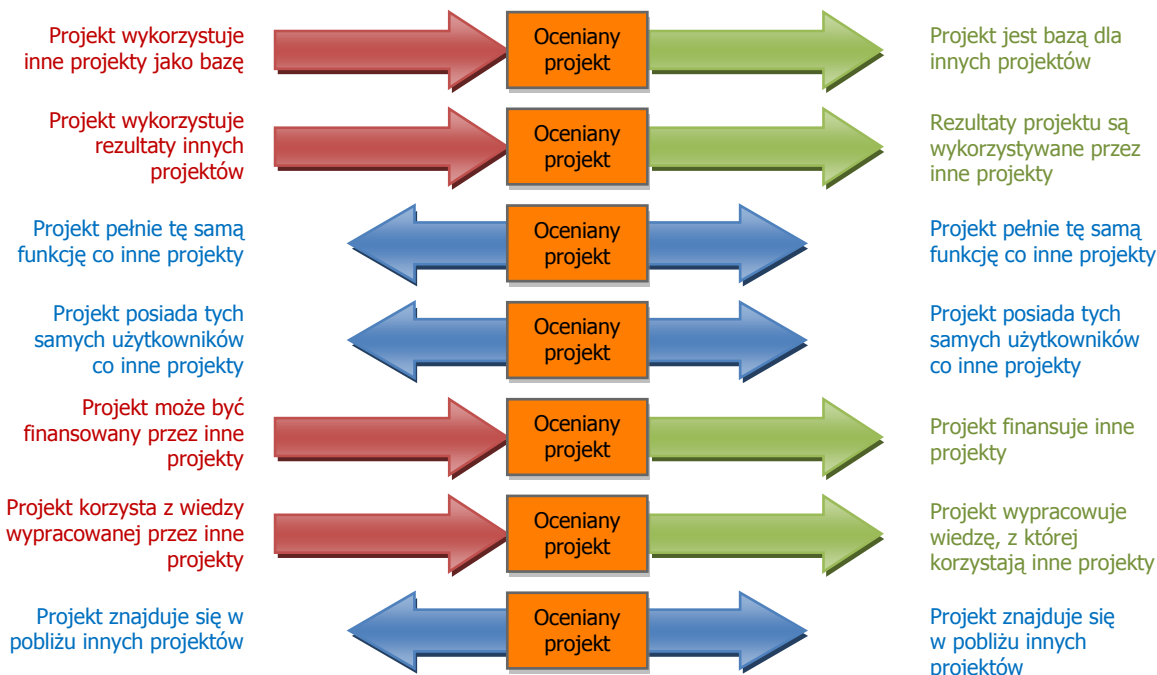 Projekt wykorzystuje
inne projekty jako bazę
Oceniany
projekt
Projekt jest bazą dla
innych projektów
Projekt wykorzystuje
rezultaty innych
projektów
Oceniany
projekt
Rezultaty projektu są
wykorzystywane przez
inne projekty
Projekt pełnie tę samą
funkcję co inne projekty
Oceniany
projekt
Projekt pełnie tę samą
funkcję co inne projekty
Projekt posiada tych
samych użytkowników
co inne projekty
Oceniany
projekt
Projekt posiada tych
samych użytkowników
co inne projekty
Projekt może być
finansowany przez inne
projekty
Oceniany
projekt
Projekt finansuje inne
projekty
Projekt korzysta z wiedzy
wypracowanej przez inne
projekty
Oceniany
projekt
Projekt wypracowuje
wiedzę, z której
korzystają inne projekty
Projekt znajduje się w
pobliżu innych projektów
Oceniany
projekt
Projekt znajduje się
w pobliżu innych
projektów